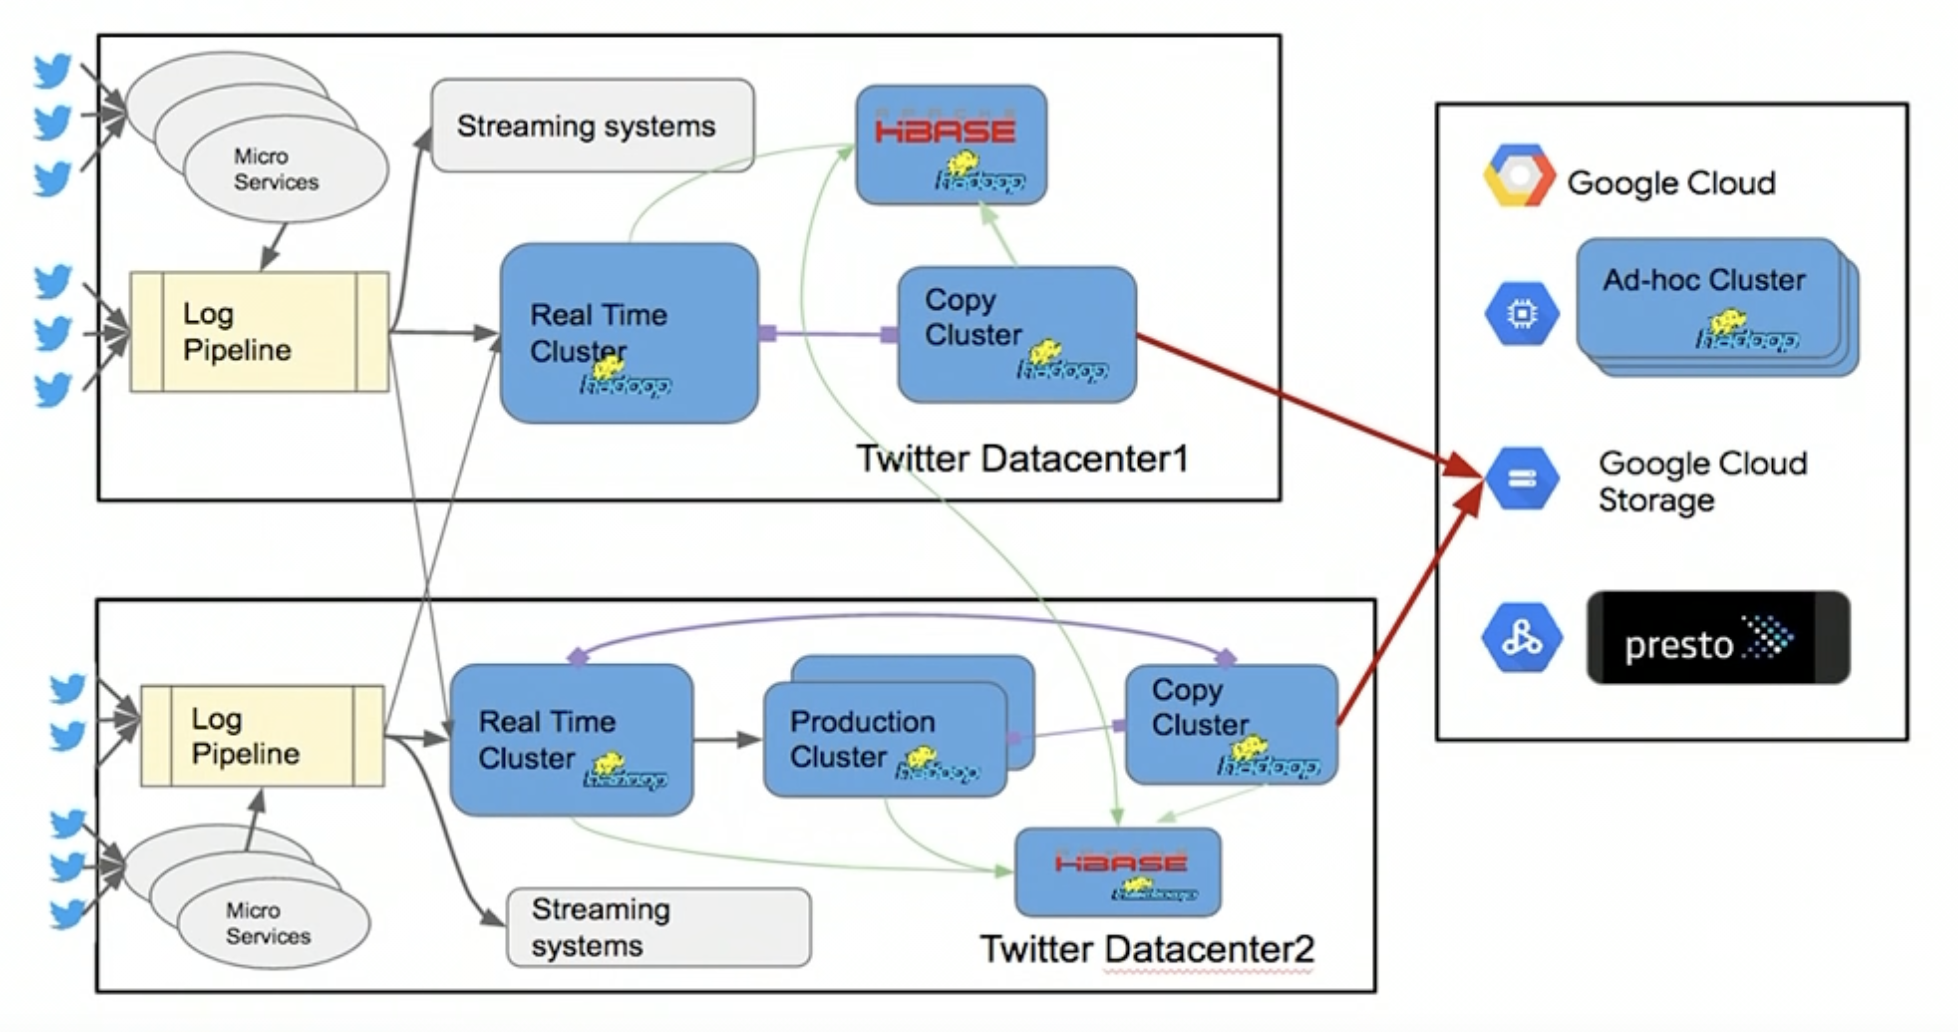 Micro
Services
Streaming systems
APACHE
HBASE
hadoop
Log
Pipeline
Real Time
Cluster
hadoop
Copy
Cluster
hadoop
Twitter Datacenter1
Google Cloud
Ad-hoc Cluster
hadoop
Google Cloud
Storage
presto
Log
Pipeline
Real Time
Cluster
hadoop
Production
Cluster
hadoop
Copy
Cluster
hadoop
Micro
Services
Streaming
systems
APACHE
HBASE
hadoop
Twitter Datacenter2